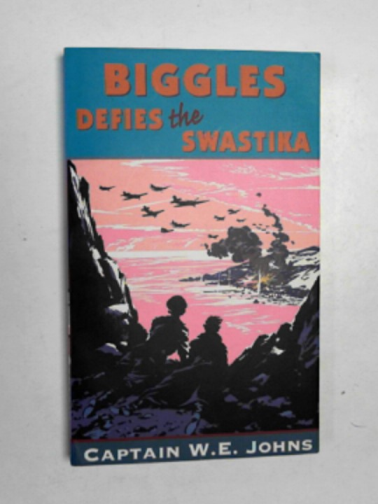 BIGGLES
DEFIES the
SWASTIKA
CAPTAIN W.E. JOHNS